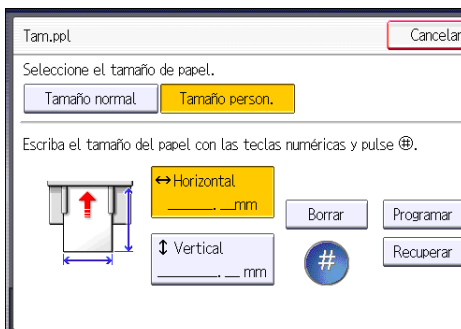 Tam.ppl
Cancelar
Seleccione el tamaño de papel.
Tamaño normal
Tamaño person.
Escriba el tamaño del papel con las teclas numéricas y pulse ⌗.
↔Horizontal
_____.__mm
Borrar
Programar
↕ Vertical
______.__ mm
#
Recuperar